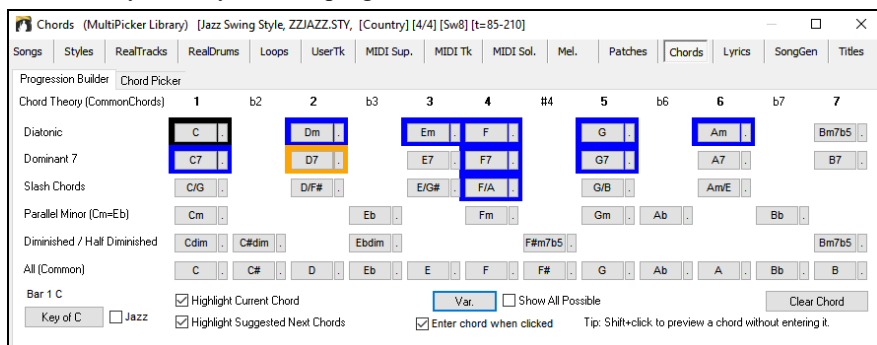 Chords (MultiPicker Library) [Jazz Swing Style, ZZJAZZ.STY, [Country] [4/4] [Sw8] [t=85-210]
Songs Styles RealTracks RealDrums Loops UserTk MIDI Sup. MIDI Tk MIDI Sol. Mel. Patches Chords Lyrics SongGen Titles
Progression Builder Chord Picker
Chord Theory (CommonChords) 1 b2 2 b3 3 4 #4 5 b6 6 b7 7
Diatonic C . Dm . Em . F . G . Am . Bm7b5 .
Dominant 7 C7 . D7 . E7 . F7 . G7 . A7 . B7 .
Slash Chords C/G . D/F# . E/G# . F/A . G/B . Am/E .
Parallel Minor (Cm=Eb) Cm . Eb . Fm . Gm . Ab . Bb .
Diminished / Half Diminished Cdim . C#dim . Ebdim . F#m7b5 . Bm7b5 .
All (Common) C . C# . D . Eb . E . F . F# . G . Ab . A . Bb . B .
Bar 1 C Highlight Current Chord Var. Show All Possible Clear Chord
Key of C Jazz Highlight Suggested Next Chords Enter chord when clicked Tip: Shift+click to preview a chord without entering it.